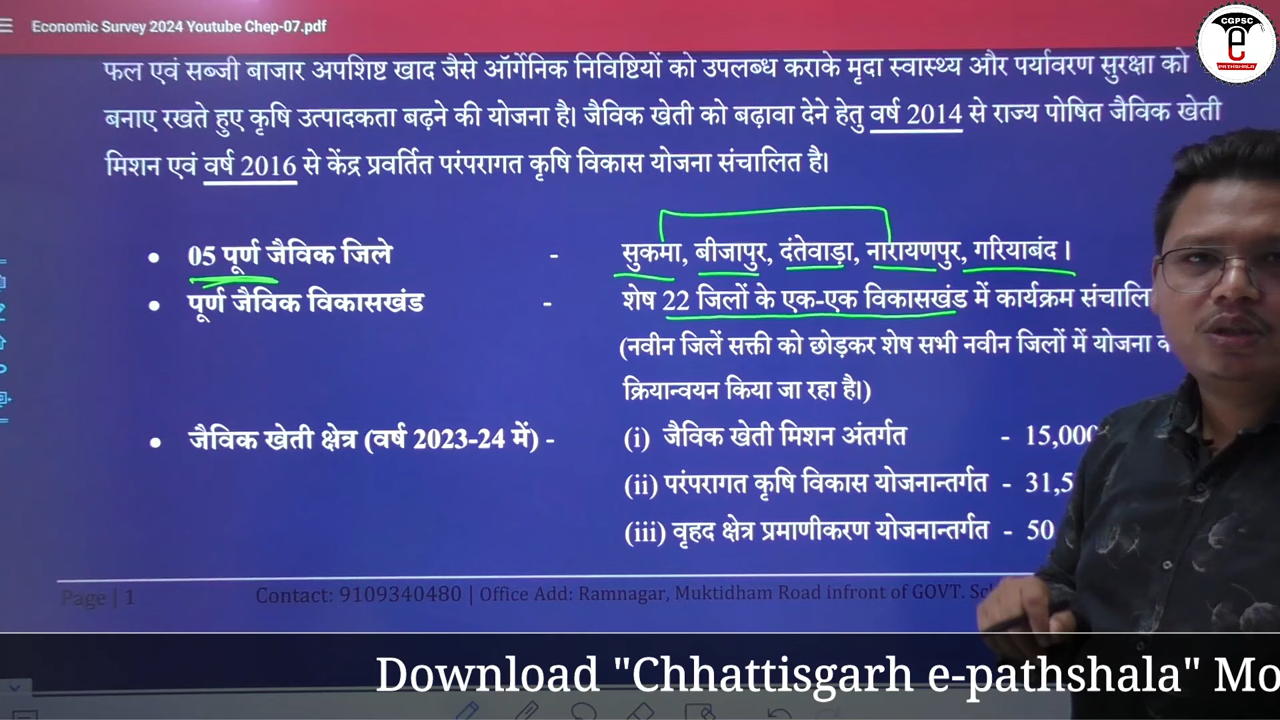 Economic Survey 2024 Youtube Chep-07.pdf
CGPSC
e
PATHSHALA
फल एवं सब्जी बाजार अपशिष्ट खाद जैसे ऑर्गेनिक निविष्टियों को उपलब्ध कराके मृदा स्वास्थ्य और पर्यावरण सुरक्षा को
बनाए रखते हुए कृषि उत्पादकता बढ़ने की योजना है। जैविक खेती को बढ़ावा देने हेतु वर्ष 2014 से राज्य पोषित जैविक खेती
मिशन एवं वर्ष 2016 से केंद्र प्रवर्तित परंपरागत कृषि विकास योजना संचालित है।
• 05 पूर्ण जैविक जिले - सुकमा, बीजापुर, दंतेवाड़ा, नारायणपुर, गरियाबंद ।
• पूर्ण जैविक विकासखंड - शेष 22 जिलों के एक-एक विकासखंड में कार्यक्रम
(नवीन जिलें सक्ती को छोड़कर शेष सभी नवीन जिलों में योजना
क्रियान्वयन किया जा रहा है।)
• जैविक खेती क्षेत्र (वर्ष 2023-24 में) - (i) जैविक खेती मिशन अंतर्गत - 15,000
(ii) परंपरागत कृषि विकास योजनान्तर्गत - 31,5
(iii) वृहद क्षेत्र प्रमाणीकरण योजनान्तर्गत - 50
Page | 1 Contact: 9109340480 | Office Add: Ramnagar, Muktidham Road infront of GOVT.
Download "Chhattisgarh e-pathshala" Mo